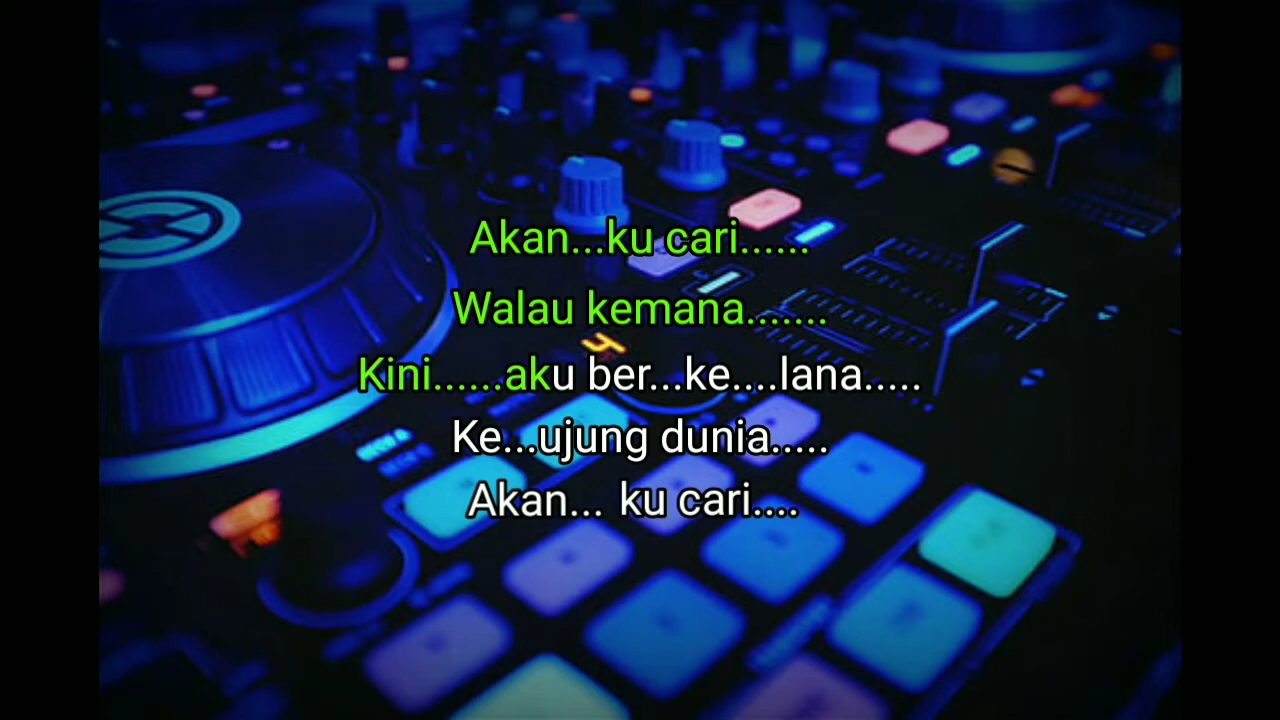 Akan...ku cari......
Walau kemana.......
Kini......aku ber...ke....lana.....
Ke...ujung dunia.....
Akan... ku cari....